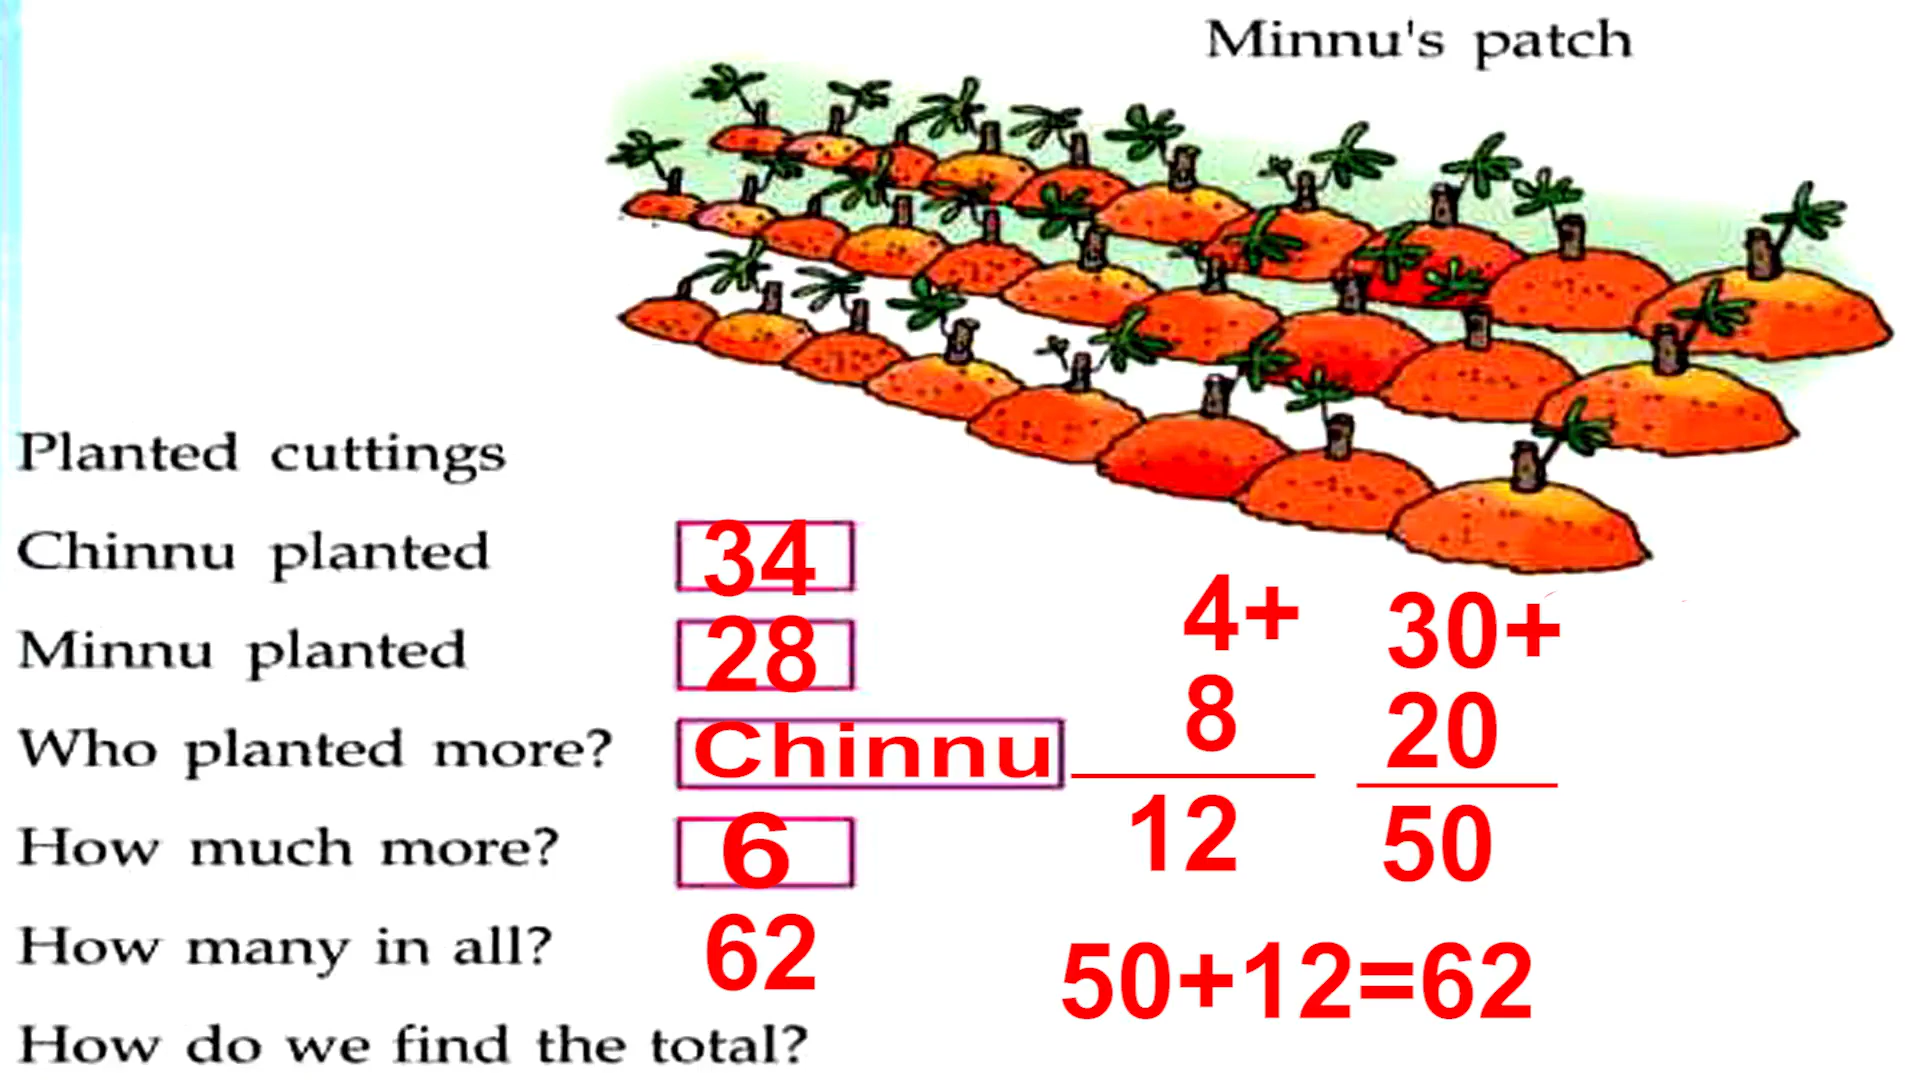 Minnu's patch
Planted cuttings
Chinnu planted 34
Minnu planted 28
Who planted more? Chinnu
How much more? 6
How many in all? 62
How do we find the total?
4+
8
12
30+
20
50
50+12=62